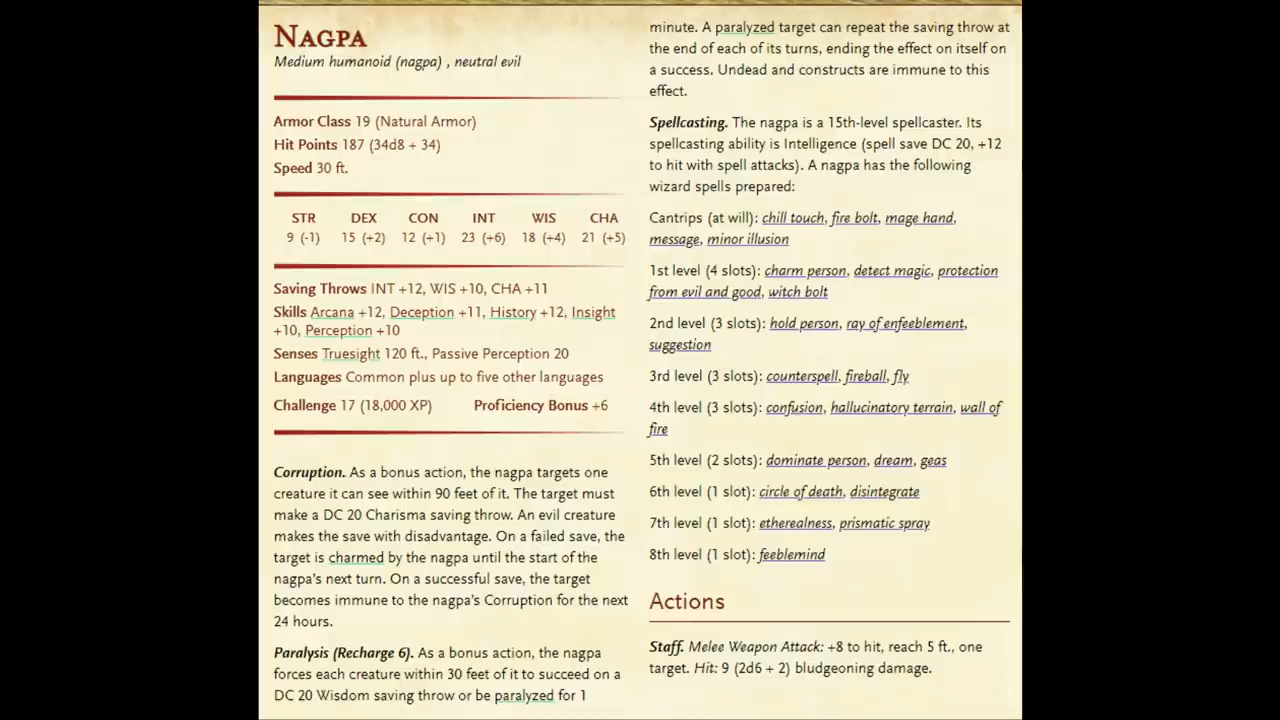 Nagpa
Medium humanoid (nagpa) , neutral evil
Armor Class 19 (Natural Armor)
Hit Points 187 (34d8 + 34)
Speed 30 ft.
STR DEX CON INT WIS CHA
9 (-1) 15 (+2) 12 (+1) 23 (+6) 18 (+4) 21 (+5)
Saving Throws INT +12, WIS +10, CHA +11
Skills Arcana +12, Deception +11, History +12, Insight
+10, Perception +10
Senses Truesight 120 ft., Passive Perception 20
Languages Common plus up to five other languages
Challenge 17 (18,000 XP) Proficiency Bonus +6
Corruption. As a bonus action, the nagpa targets one
creature it can see within 90 feet of it. The target must
make a DC 20 Charisma saving throw. An evil creature
makes the save with disadvantage. On a failed save, the
target is charmed by the nagpa until the start of the
nagpa's next turn. On a successful save, the target
becomes immune to the nagpa's Corruption for the next
24 hours.
Paralysis (Recharge 6). As a bonus action, the nagpa
forces each creature within 30 feet of it to succeed on a
DC 20 Wisdom saving throw or be paralyzed for 1
minute. A paralyzed target can repeat the saving throw at
the end of each of its turns, ending the effect on itself on
a success. Undead and constructs are immune to this
effect.
Spellcasting. The nagpa is a 15th-level spellcaster. Its
spellcasting ability is Intelligence (spell save DC 20, +12
to hit with spell attacks). A nagpa has the following
wizard spells prepared:
Cantrips (at will): chill touch, fire bolt, mage hand,
message, minor illusion
1st level (4 slots): charm person, detect magic, protection
from evil and good, witch bolt
2nd level (3 slots): hold person, ray of enfeeblement,
suggestion
3rd level (3 slots): counterspell, fireball, fly
4th level (3 slots): confusion, hallucinatory terrain, wall of
fire
5th level (2 slots): dominate person, dream, geas
6th level (1 slot): circle of death, disintegrate
7th level (1 slot): etherealness, prismatic spray
8th level (1 slot): feeblemind
Actions
Staff. Melee Weapon Attack: +8 to hit, reach 5 ft., one
target. Hit: 9 (2d6 + 2) bludgeoning damage.